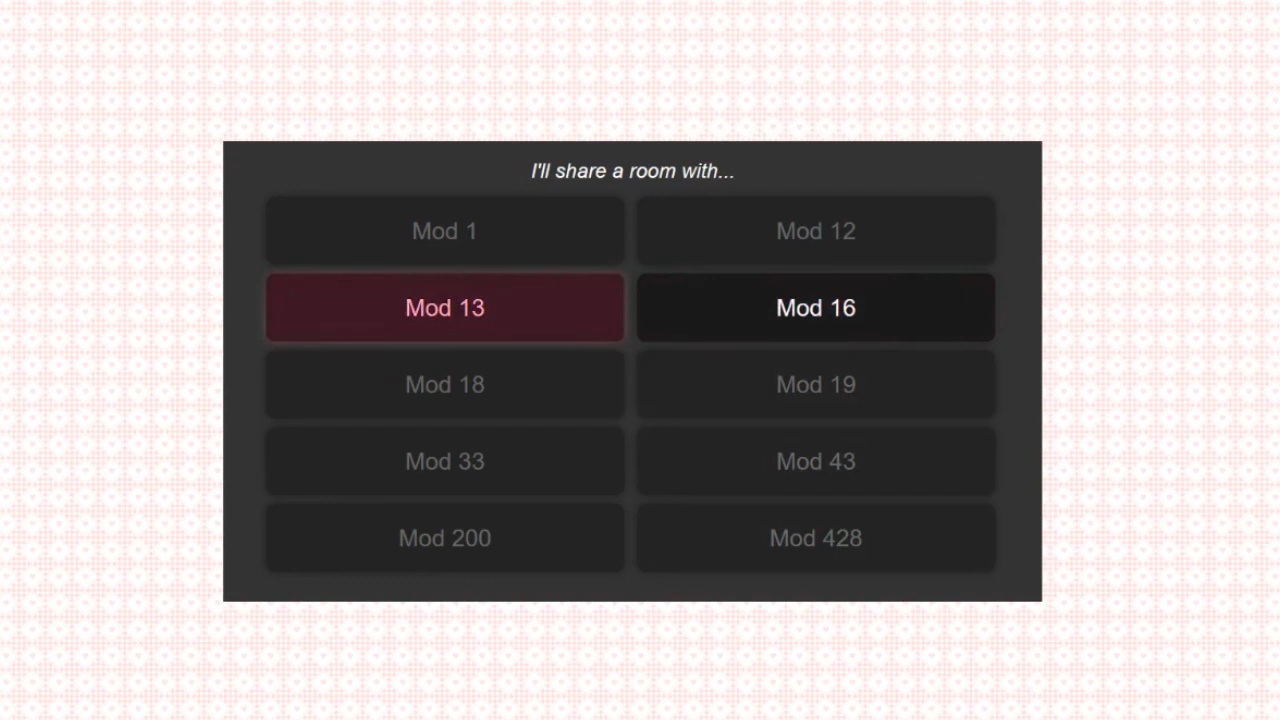 I'll share a room with...
Mod 1
Mod 12
Mod 13
Mod 16
Mod 18
Mod 19
Mod 33
Mod 43
Mod 200
Mod 428